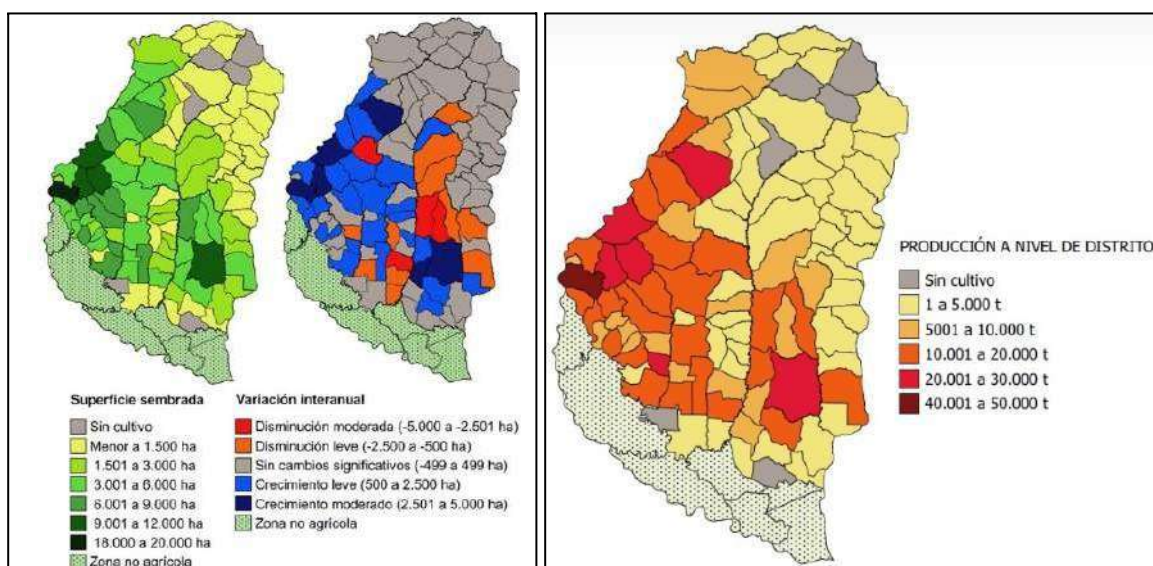 Superficie sembrada
Sin cultivo
Menor a 1.500 ha
1.501 a 3.000 ha
3.001 a 6.000 ha
6.001 a 9.000 ha
9.001 a 12.000 ha
18.000 a 20.000 ha
Zona no agrícola
Variación interanual
Disminución moderada (-5.000 a -2.501 ha)
Disminución leve (-2.500 a -500 ha)
Sin cambios significativos (-499 a 499 ha)
Crecimiento leve (500 a 2.500 ha)
Crecimiento moderado (2.501 a 5.000 ha)
Zona no agrícola
PRODUCCIÓN A NIVEL DE DISTRITO
Sin cultivo
1 a 5.000 t
5001 a 10.000 t
10.001 a 20.000 t
20.001 a 30.000 t
40.001 a 50.000 t